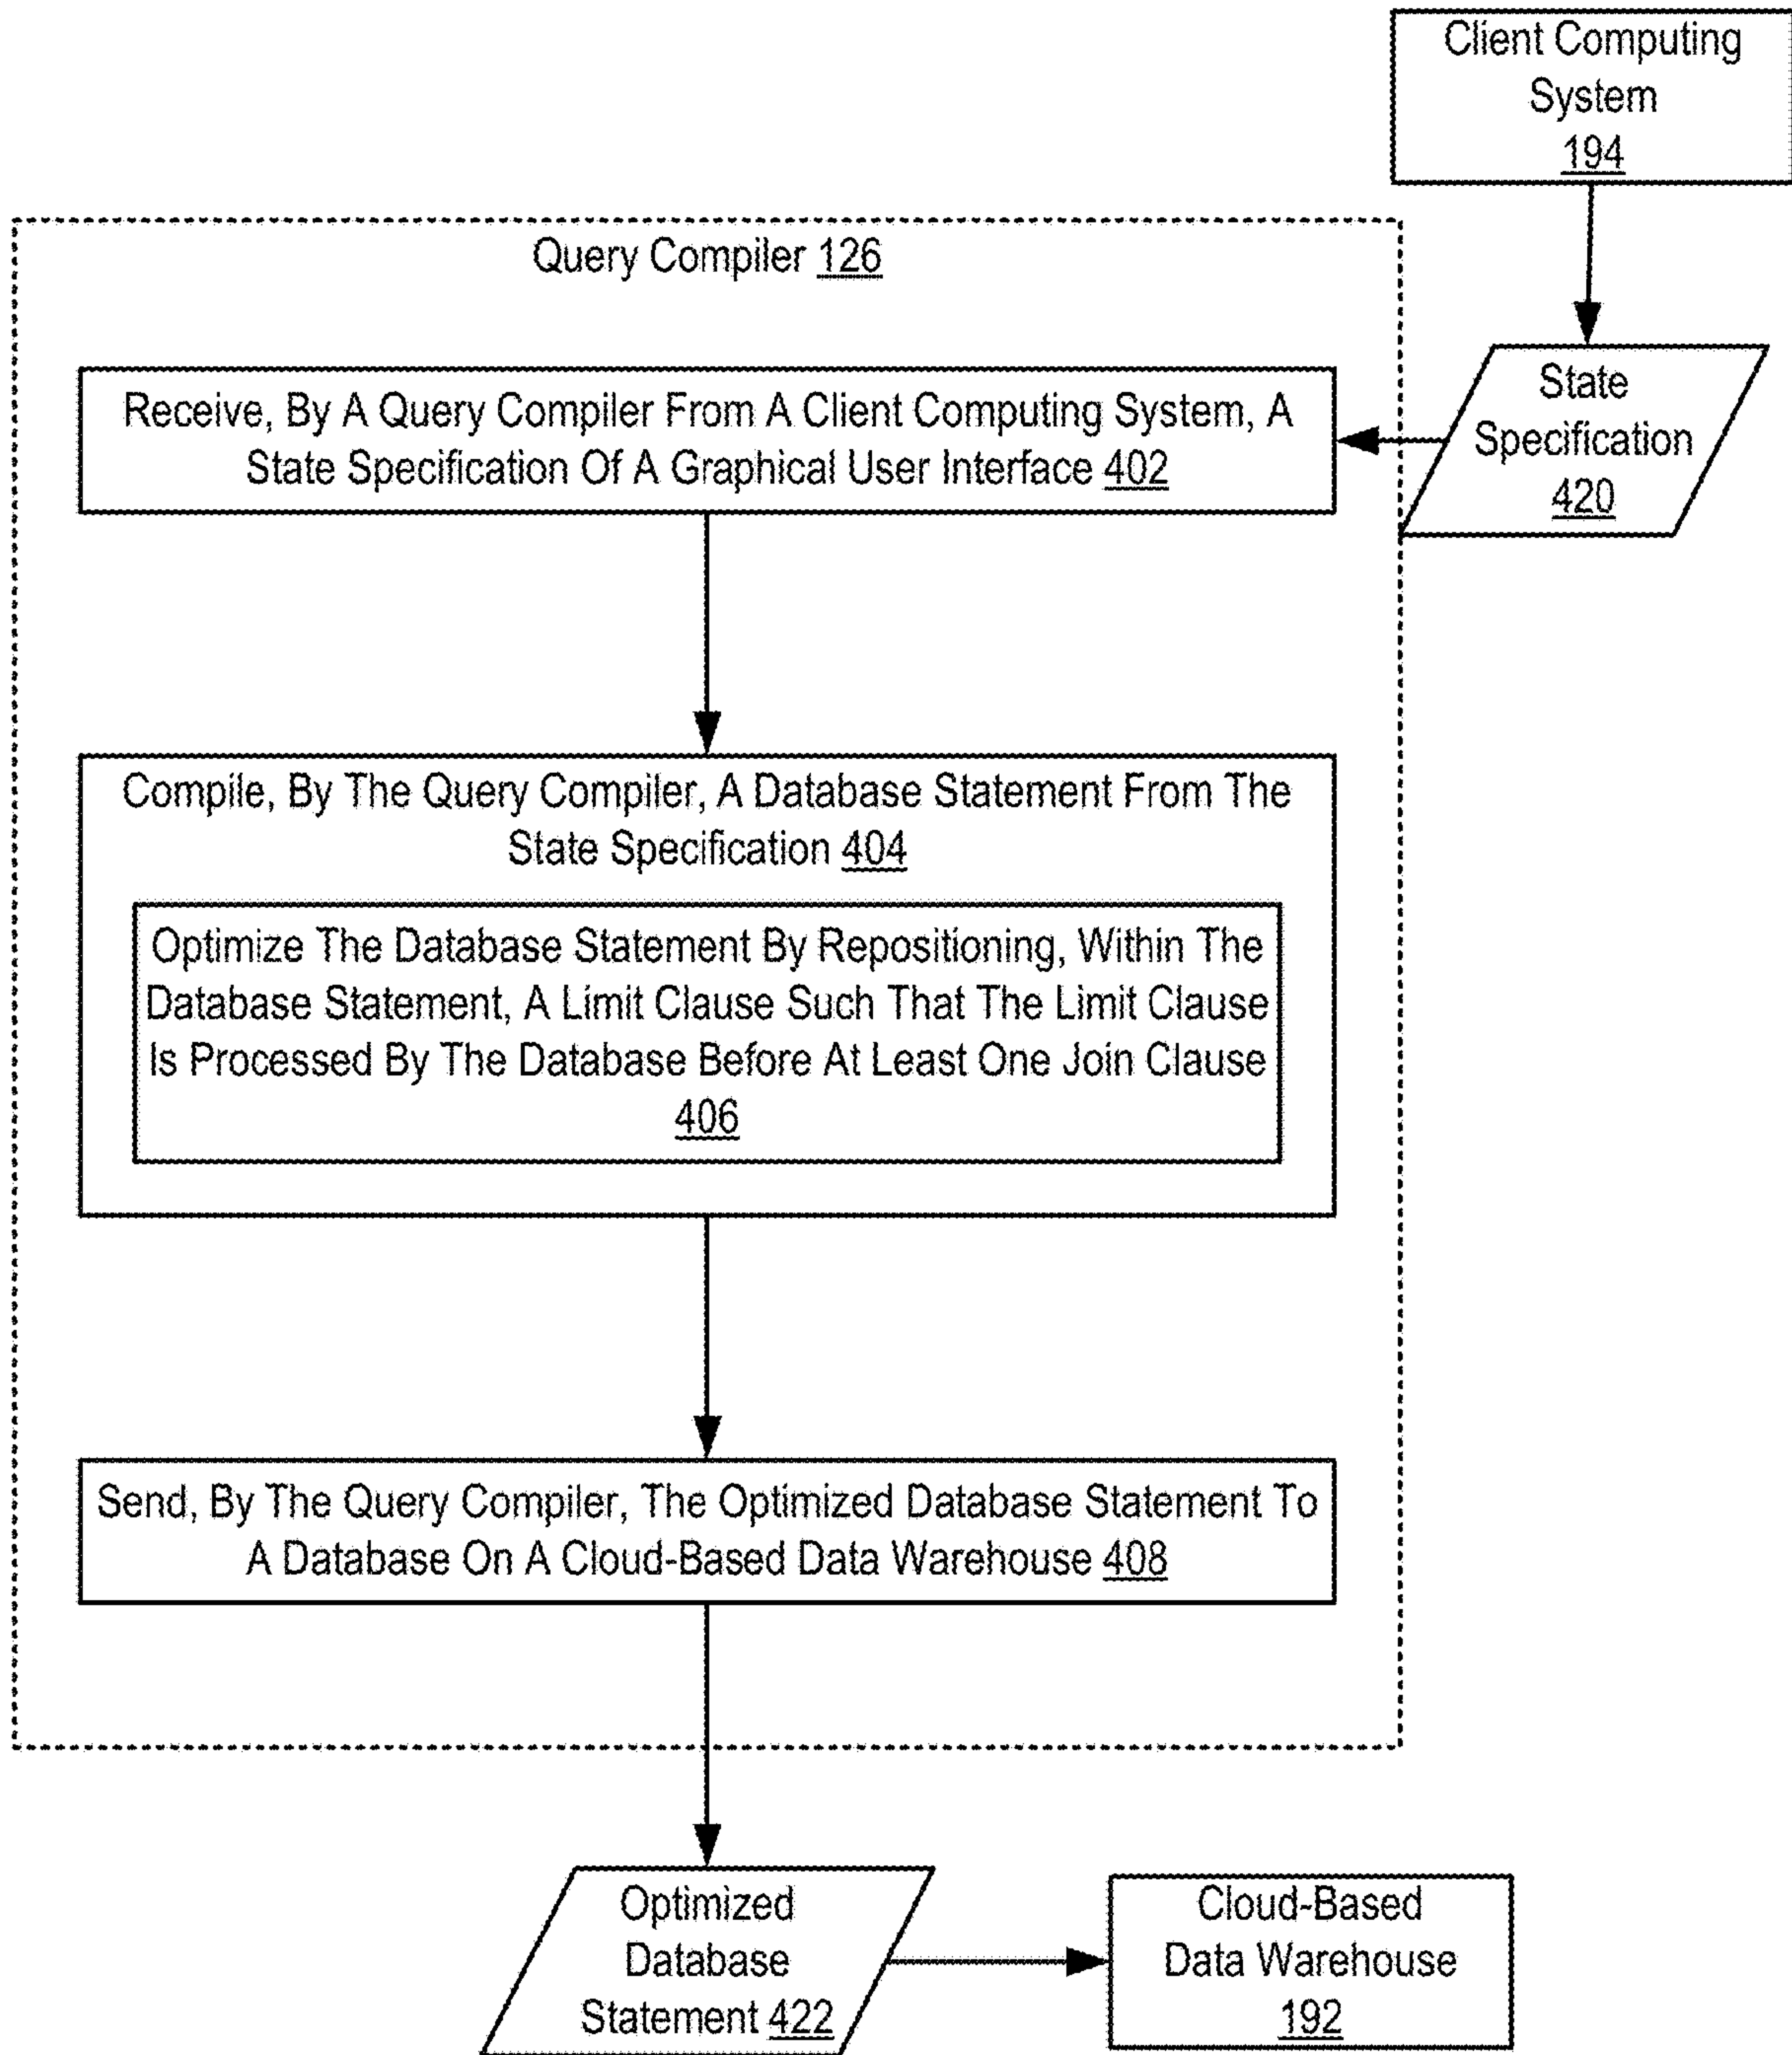 Client Computing
System
194
Query Compiler 126
Receive, By A Query Compiler From A Client Computing System, A
State Specification Of A Graphical User Interface 402
State
Specification
420
Compile, By The Query Compiler, A Database Statement From The
State Specification 404
Optimize The Database Statement By Repositioning, Within The
Database Statement, A Limit Clause Such That The Limit Clause
Is Processed By The Database Before At Least One Join Clause
406
Send, By The Query Compiler, The Optimized Database Statement To
A Database On A Cloud-Based Data Warehouse 408
Optimized
Database
Statement 422
Cloud-Based
Data Warehouse
192